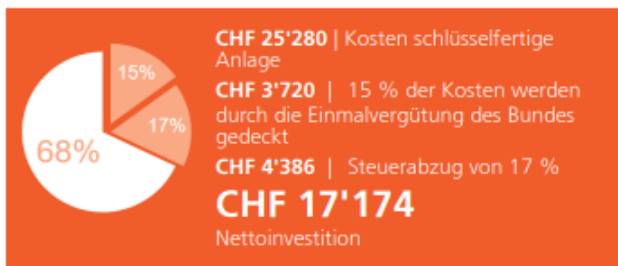 15%
17%
68%
CHF 25'280 | Kosten schlüsselfertige
Anlage
CHF 3'720 | 15 % der Kosten werden
durch die Einmalvergütung des Bundes
gedeckt
CHF 4'386 | Steuerabzug von 17 %
CHF 17'174
Nettoinvestition